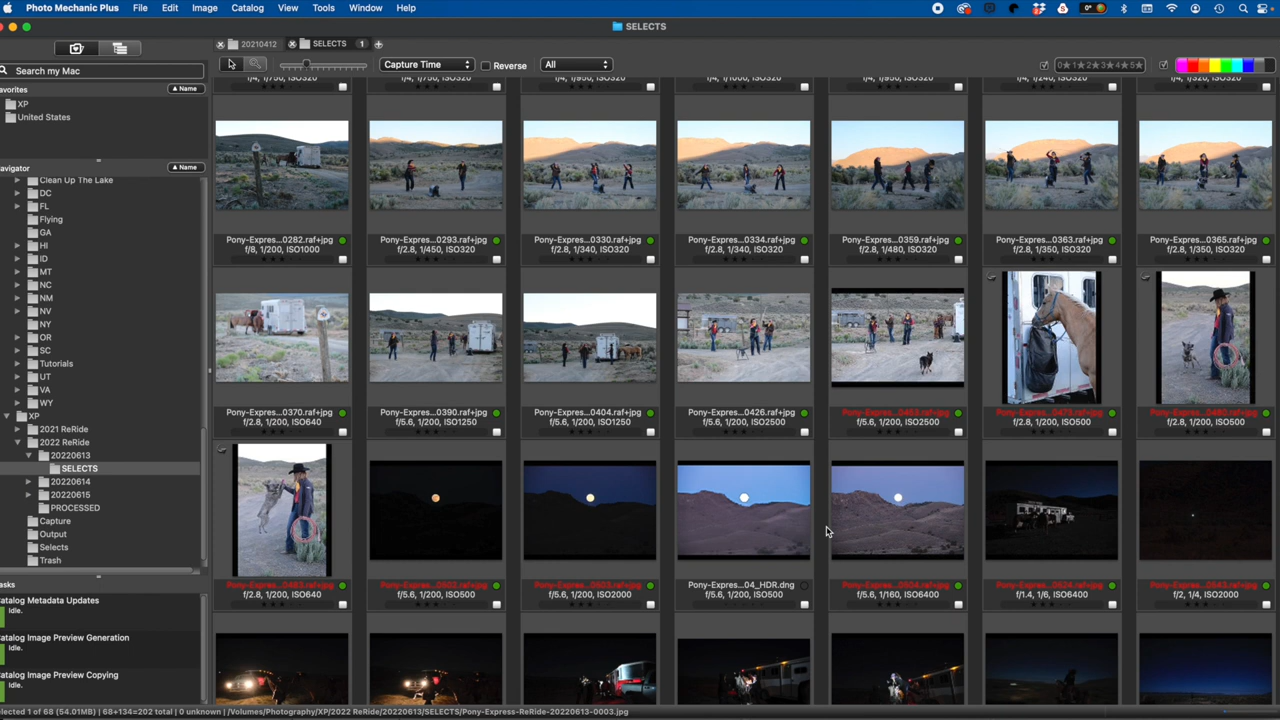 Photo Mechanic Plus File Edit Image Catalog View Tools Window Help
SELECTS
20210412 SELECTS 1
Search my Mac
Capture Time Reverse All
avorites Name
XP
United States
avigator Name
Clean Up The Lake
DC
FL
Flying
GA
HI
ID
MT
NC
NM
NV
NY
OR
SC
Tutorials
UT
VA
WY
XP
2021 ReRide
2022 ReRide
20220613
SELECTS
20220614
20220615
PROCESSED
Capture
Output
Selects
Trash
asks
atalog Metadata Updates
Idle.
atalog Image Preview Generation
Idle.
atalog Image Preview Copying
Idle.
Pony-Expres...0282.raf+jpg
f/8, 1/200, ISO1000
Pony-Expres...0293.raf+jpg
f/2.8, 1/450, ISO320
Pony-Expres...0330.raf+jpg
f/2.8, 1/340, ISO320
Pony-Expres...0334.raf+jpg
f/2.8, 1/340, ISO320
Pony-Expres...0359.raf+jpg
f/2.8, 1/480, ISO320
Pony-Expres...0363.raf+jpg
f/2.8, 1/350, ISO320
Pony-Expres...0365.raf+jpg
f/2.8, 1/350, ISO320
Pony-Expres...0370.raf+jpg
f/2.8, 1/200, ISO640
Pony-Expres...0390.raf+jpg
f/5.6, 1/200, ISO1250
Pony-Expres...0404.raf+jpg
f/5.6, 1/200, ISO1250
Pony-Expres...0426.raf+jpg
f/5.6, 1/200, ISO2500
f/5.6, 1/200, ISO2500
f/2.8, 1/200, ISO500
f/2.8, 1/200, ISO500
f/2.8, 1/200, ISO640
f/5.6, 1/200, ISO500
f/5.6, 1/200, ISO2000
Pony-Expres...04_HDR.dng
f/5.6, 1/200, ISO500
f/5.6, 1/160, ISO6400
f/1.4, 1/6, ISO6400
f/2, 1/4, ISO2000
elected 1 of 68 (54.01MB) | 68+134=202 total | 0 unknown | /Volumes/Photography/XP/2022 ReRide/20220613/SELECTS/Pony-Express-ReRide-20220613-0003.jpg